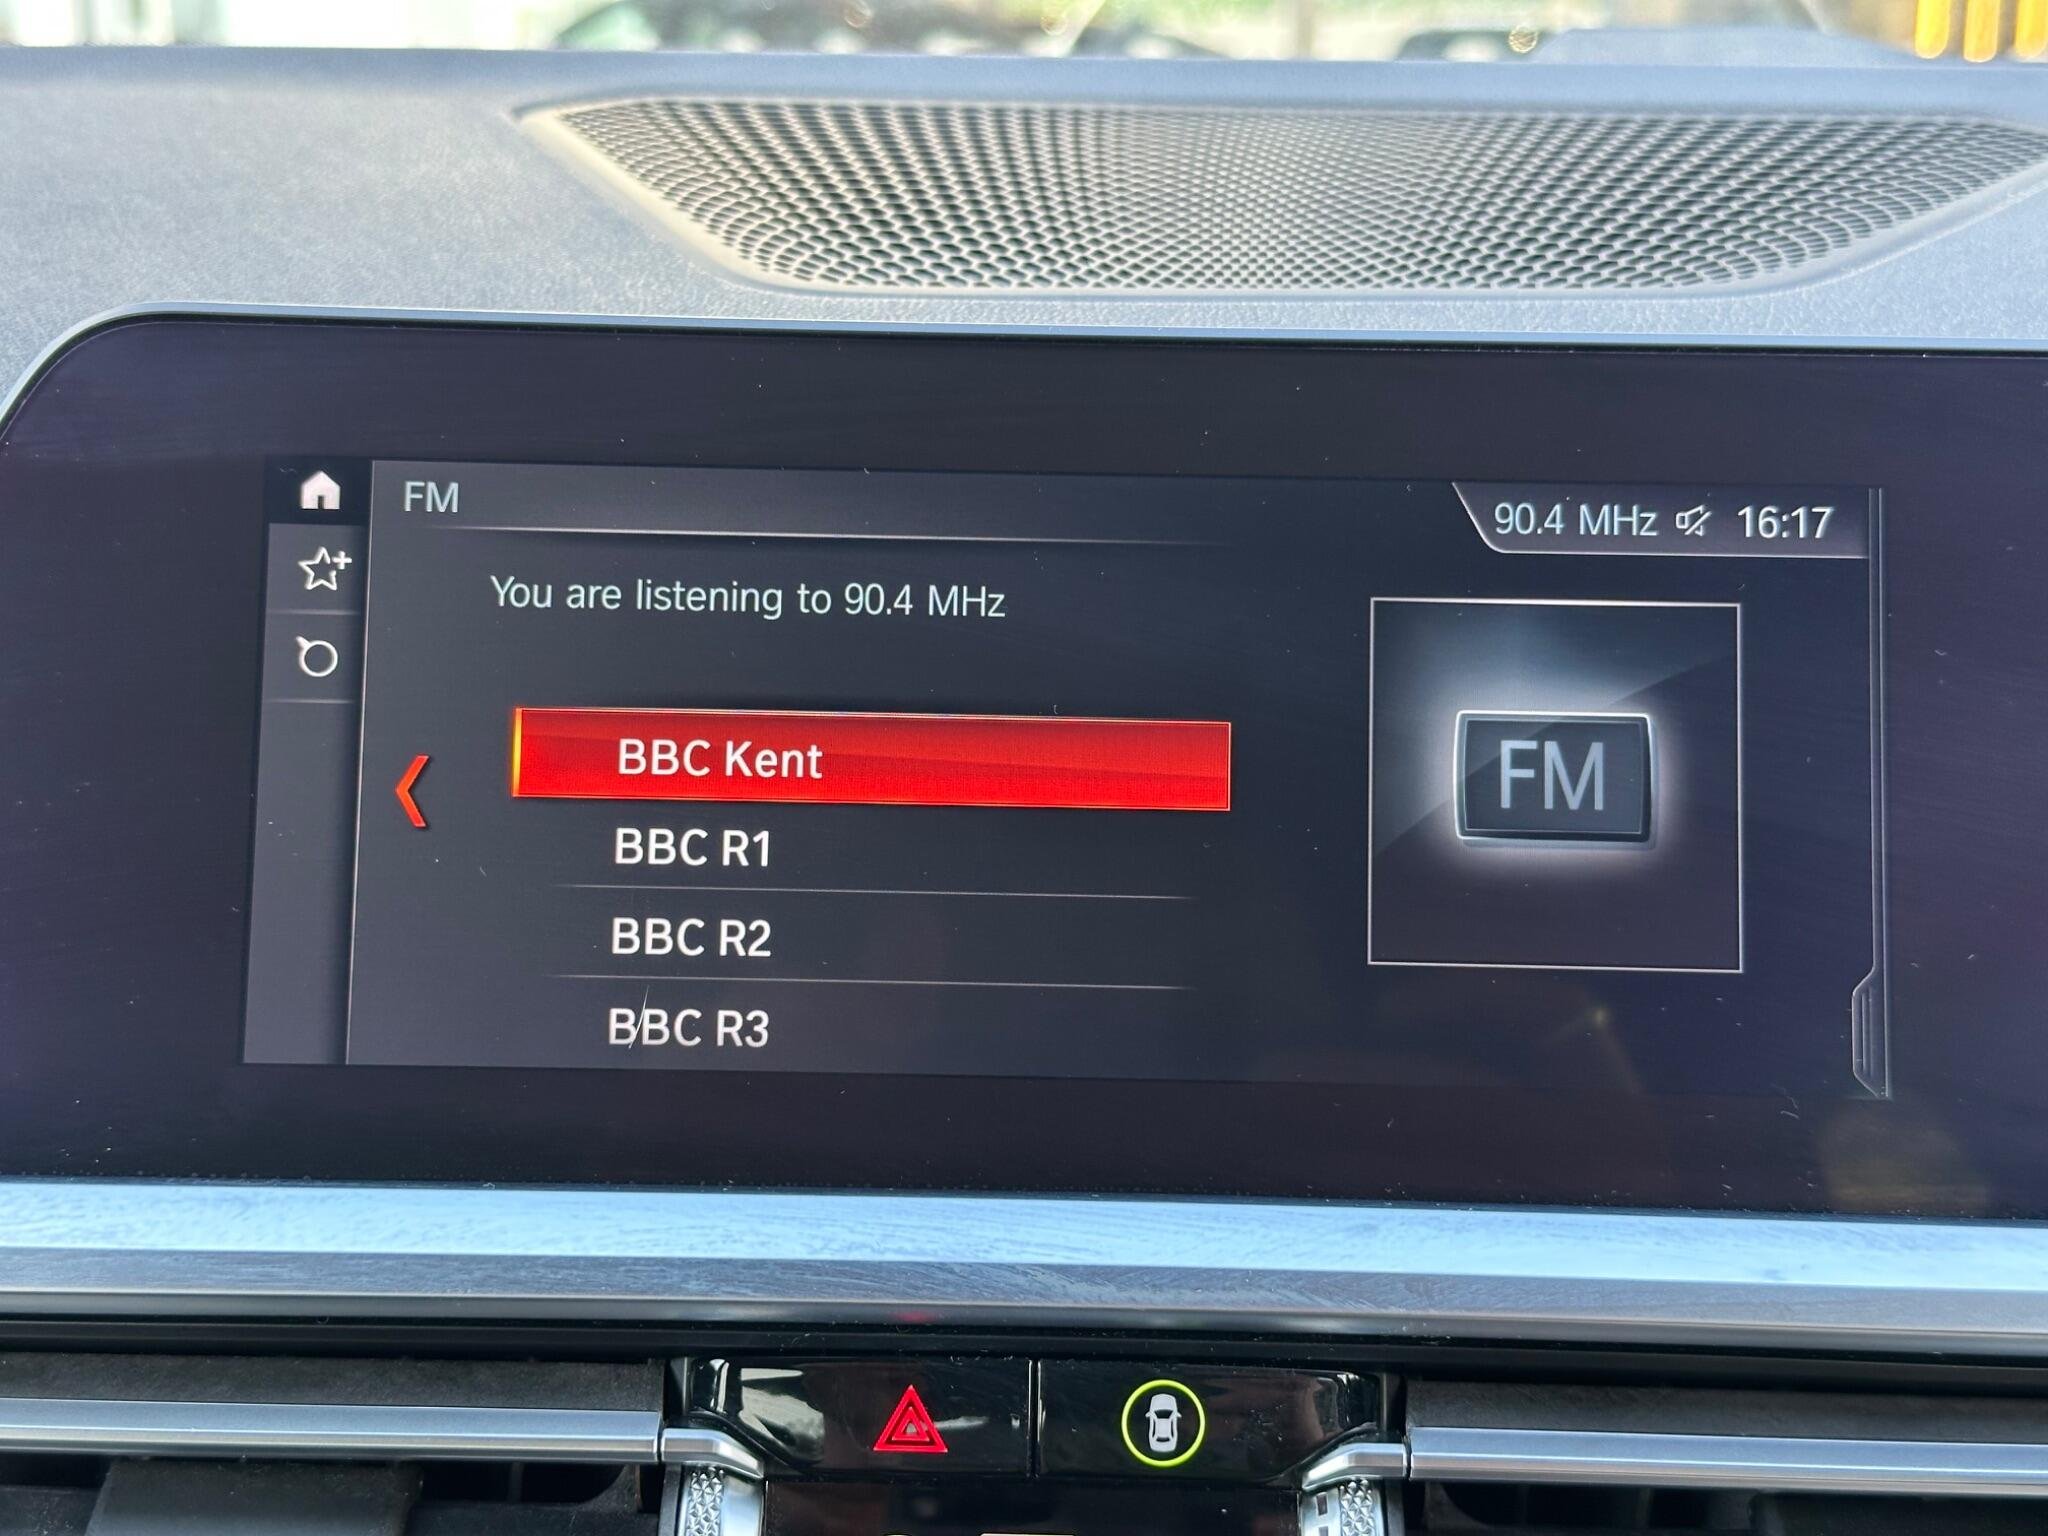 FM
90.4 MHz 16:17
You are listening to 90.4 MHz
BBC Kent
FM
BBC R1
BBC R2
BBC R3